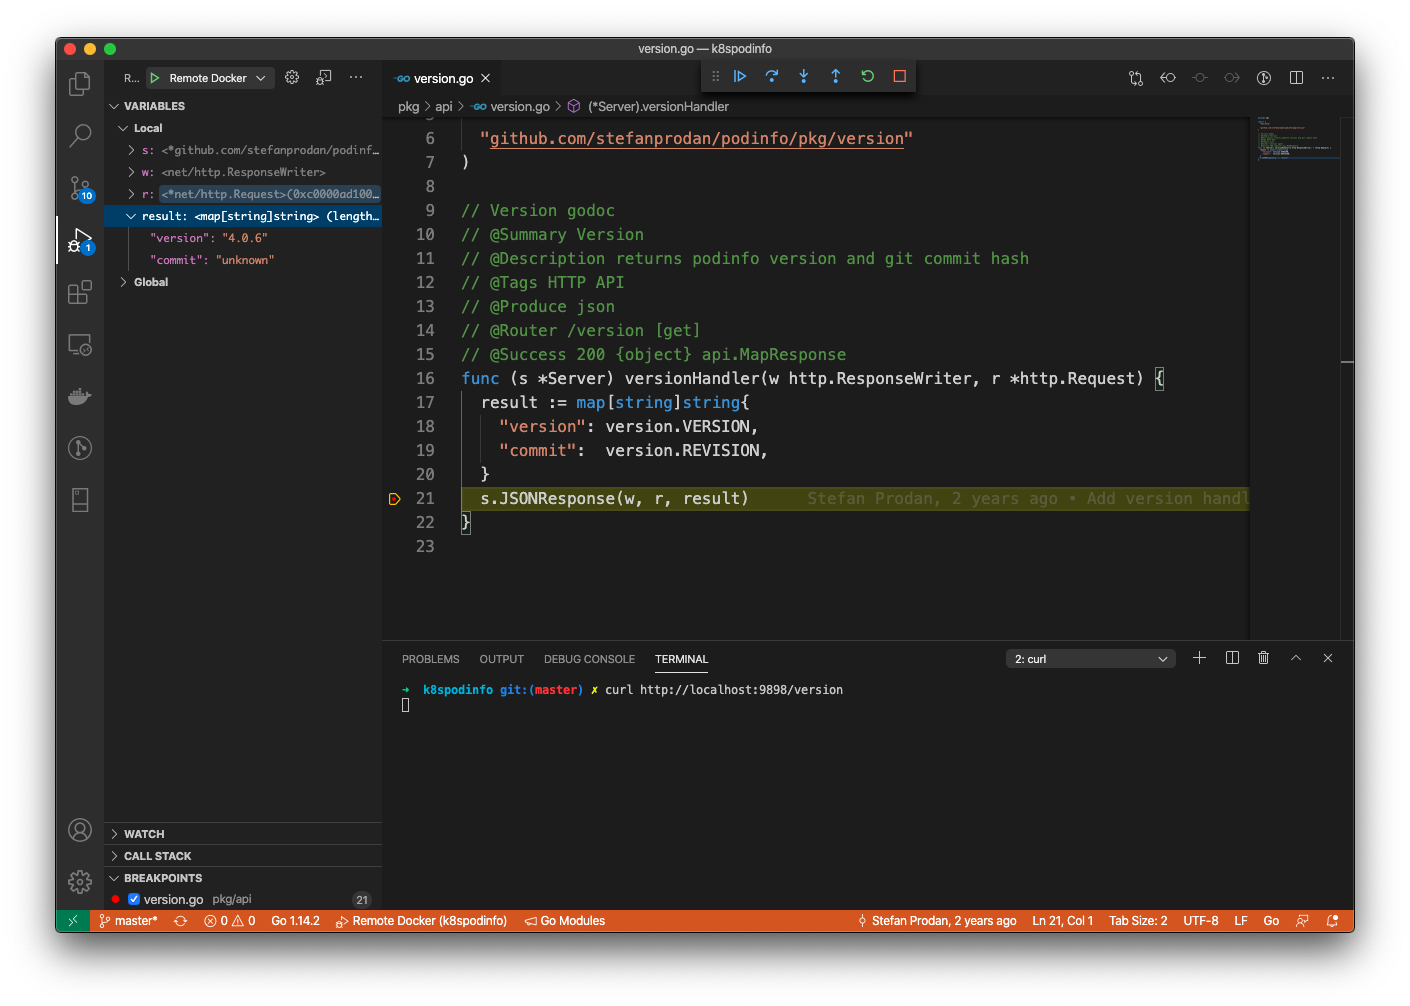 version.go — k8spodinfo
R... Remote Docker
version.go
VARIABLES
Local
s: <*github.com/stefanprodan/podinf…
w: <net/http.ResponseWriter>
r: <*net/http.Request>(0xc0000ad100…
result: <map[string]string> (length…
"version": "4.0.6"
"commit": "unknown"
Global
pkg > api > version.go > (*Server).versionHandler
6 "github.com/stefanprodan/podinfo/pkg/version"
7 )
8
9 // Version godoc
10 // @Summary Version
11 // @Description returns podinfo version and git commit hash
12 // @Tags HTTP API
13 // @Produce json
14 // @Router /version [get]
15 // @Success 200 {object} api.MapResponse
16 func (s *Server) versionHandler(w http.ResponseWriter, r *http.Request) {
17 result := map[string]string{
18 "version": version.VERSION,
19 "commit":  version.REVISION,
20 }
21 s.JSONResponse(w, r, result) Stefan Prodan, 2 years ago • Add version handl
22 }
23
10
1
PROBLEMS OUTPUT DEBUG CONSOLE TERMINAL 2: curl
➜ k8spodinfo git:(master) ✗ curl http://localhost:9898/version
WATCH
CALL STACK
BREAKPOINTS
version.go pkg/api 21
master* 0 0 Go 1.14.2 Remote Docker (k8spodinfo) Go Modules Stefan Prodan, 2 years ago Ln 21, Col 1 Tab Size: 2 UTF-8 LF Go